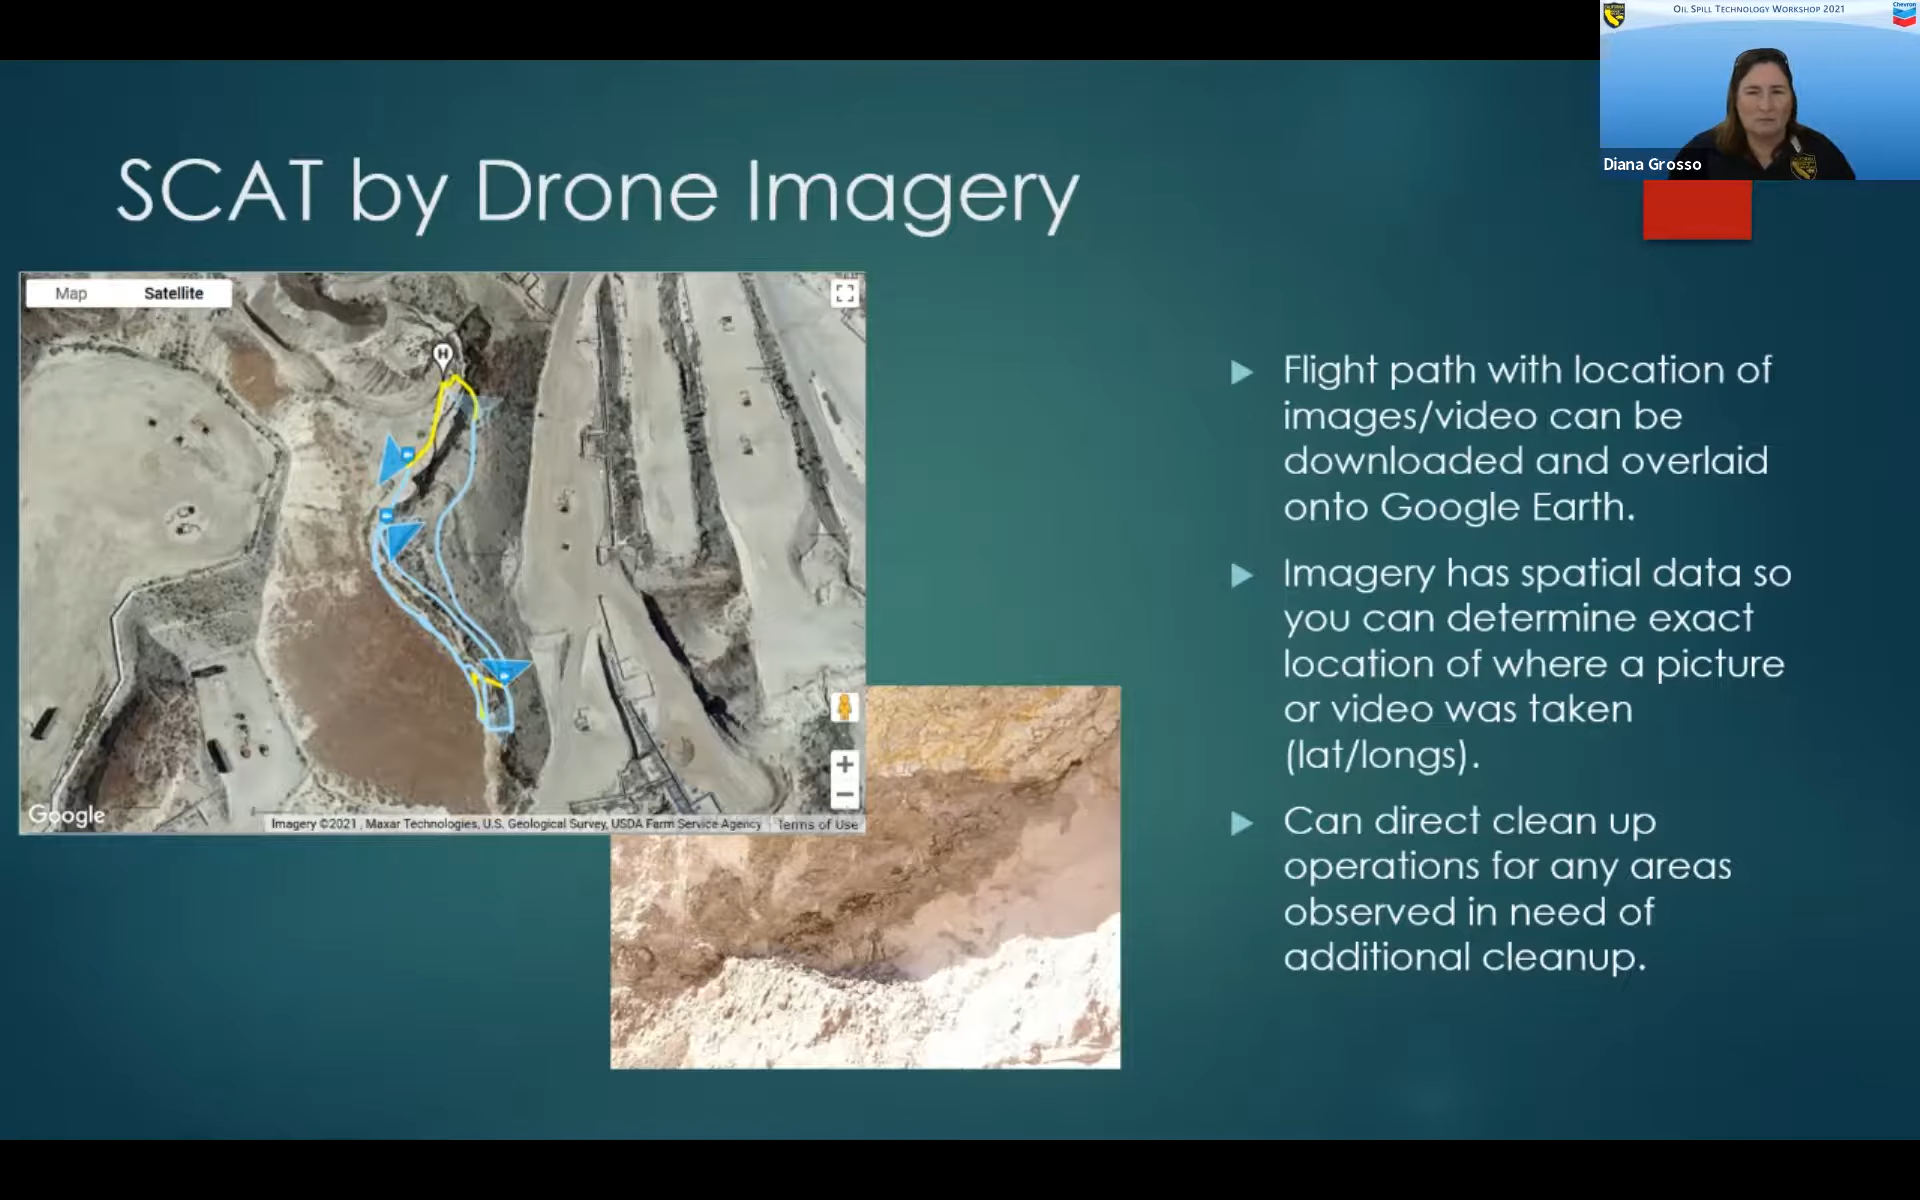 Oil Spill Technology Workshop 2021
Chevron
Diana Grosso
SCAT by Drone Imagery
Map
Satellite
H
Google
Imagery ©2021 , Maxar Technologies, U.S. Geological Survey, USDA Farm Service Agency
Terms of Use
Flight path with location of
images/video can be
downloaded and overlaid
onto Google Earth.
Imagery has spatial data so
you can determine exact
location of where a picture
or video was taken
(lat/longs).
Can direct clean up
operations for any areas
observed in need of
additional cleanup.